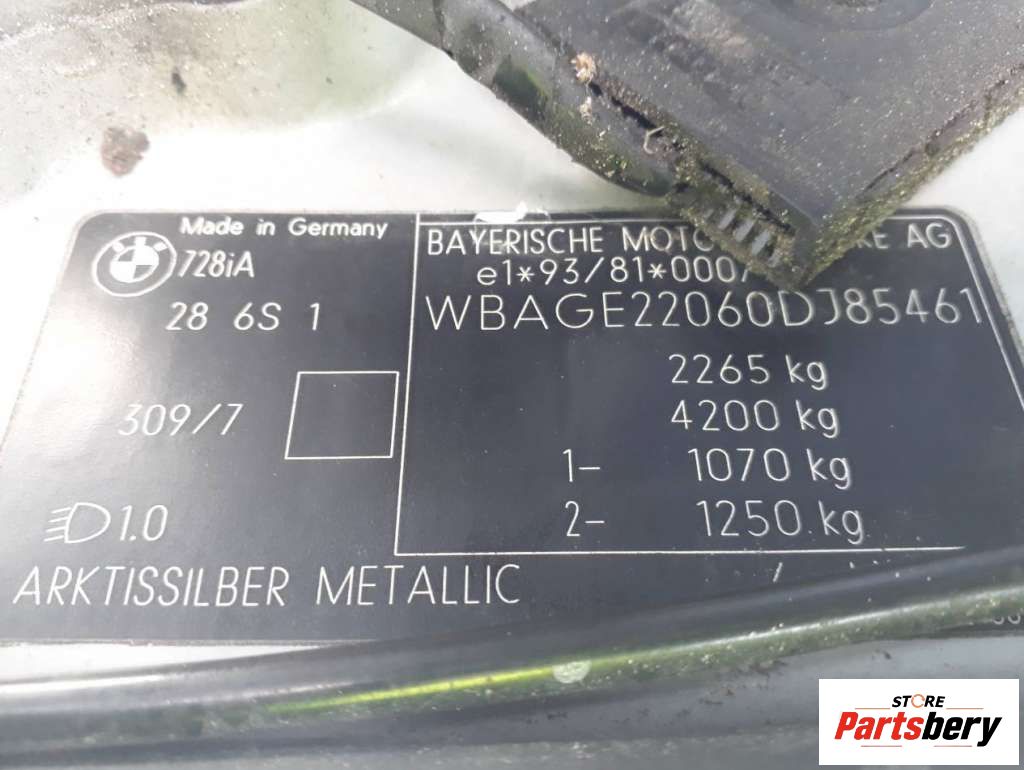 Made in Germany
728iA
28 6S 1
309/7
1.0
ARKTISSILBER METALLIC
BAYERISCHE AG
e1*93/81*000
WBAGE22060DJ85461
2265 kg
4200 kg
1- 1070 kg
2- 1250 kg
STORE
Partsbery